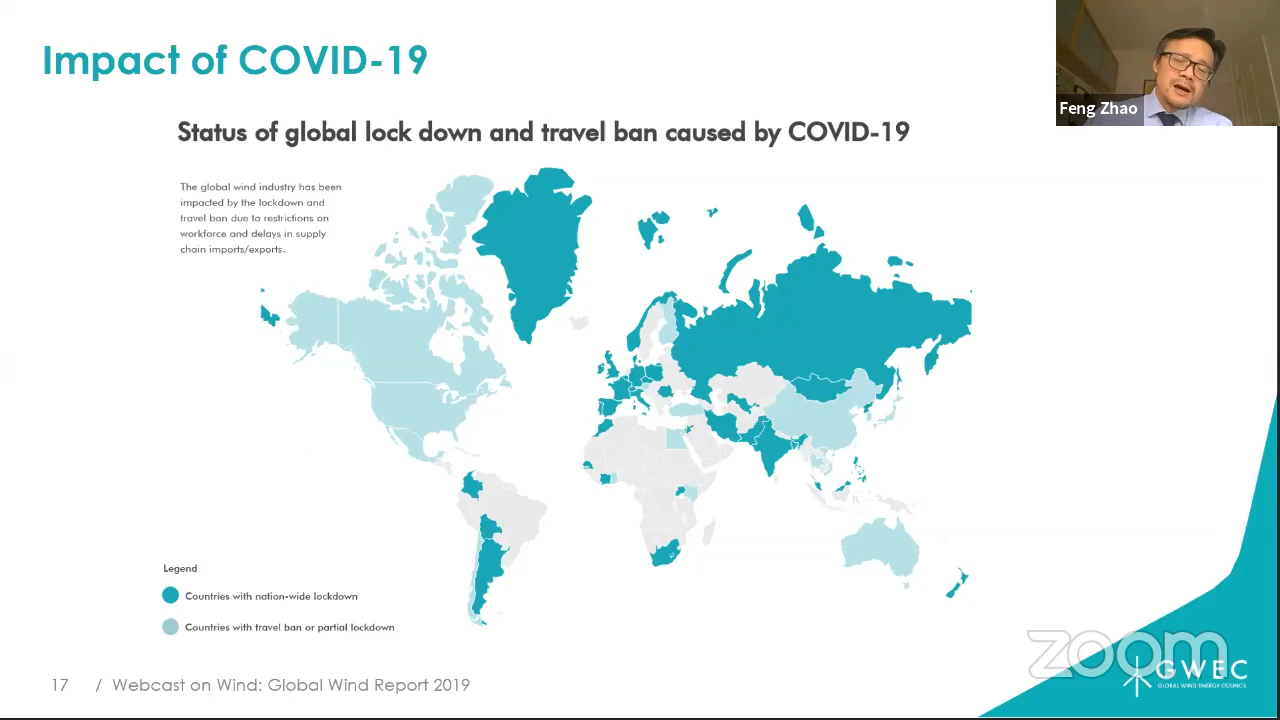 Impact of COVID-19
Feng Zhao
Status of global lock down and travel ban caused by COVID-19
The global wind industry has been
impacted by the lockdown and
travel ban due to restrictions on
workforce and delays in supply
chain imports/exports.
Legend
Countries with nation-wide lockdown
Countries with travel ban or partial lockdown
zoom
GWEC
GLOBAL WIND ENERGY COUNCIL
17 / Webcast on Wind: Global Wind Report 2019